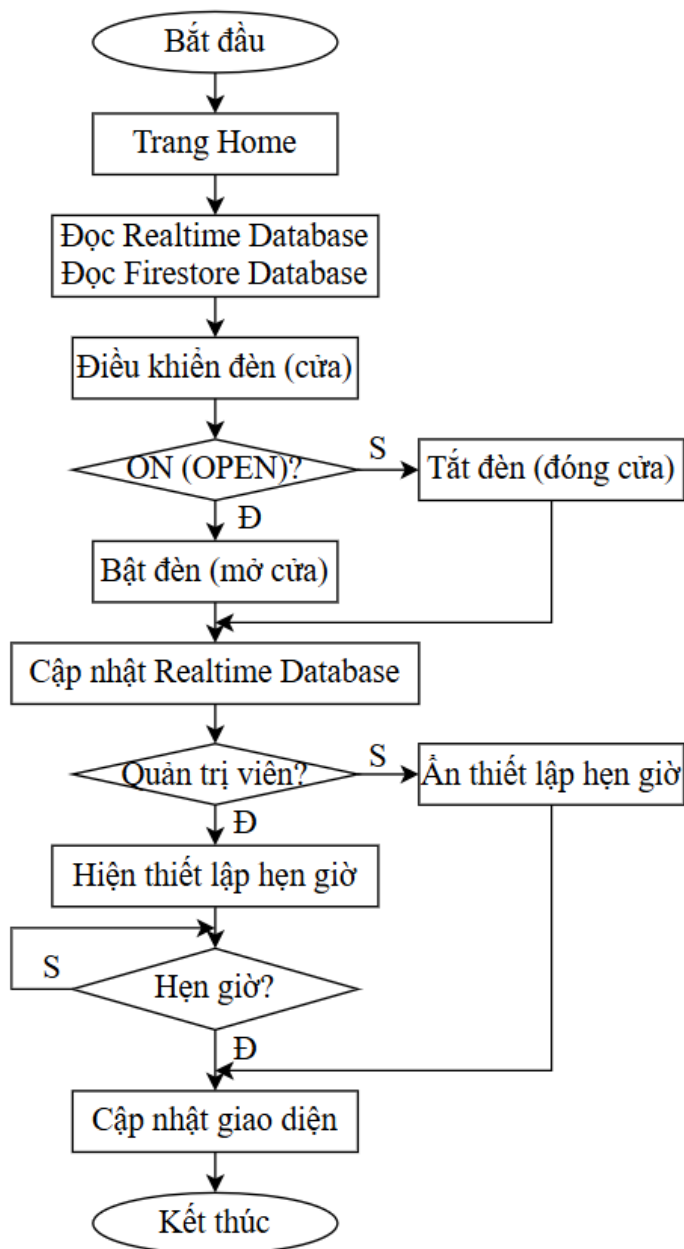 Bắt đầu
Trang Home
Đọc Realtime Database
Đọc Firestore Database
Điều khiển đèn (cửa)
ON (OPEN)?
S
Tắt đèn (đóng cửa)
Đ
Bật đèn (mở cửa)
Cập nhật Realtime Database
Quản trị viên?
S
Ẩn thiết lập hẹn giờ
Đ
Hiện thiết lập hẹn giờ
S
Hẹn giờ?
Đ
Cập nhật giao diện
Kết thúc